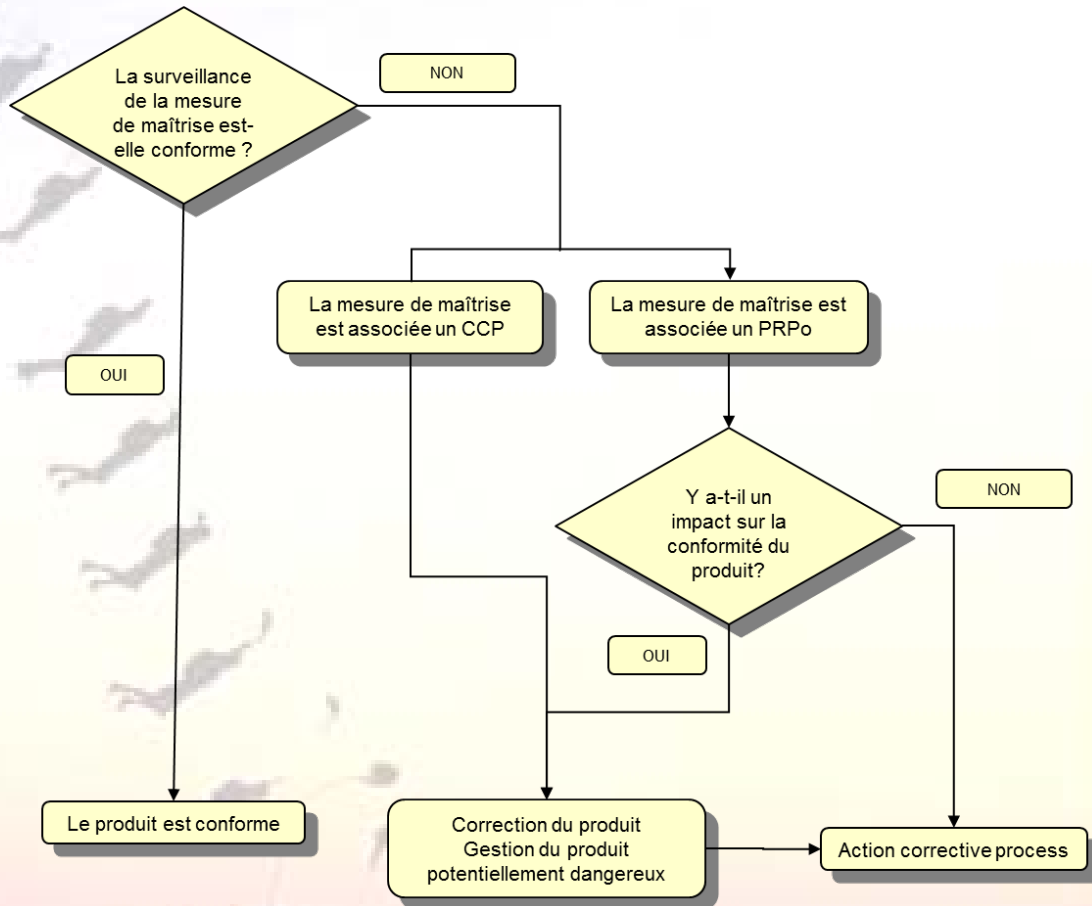 La surveillance
de la mesure
de maîtrise est-
elle conforme ?
NON
La mesure de maîtrise
est associée un CCP
La mesure de maîtrise est
associée un PRPo
OUI
Y a-t-il un
impact sur la
conformité du
produit?
NON
OUI
Le produit est conforme
Correction du produit
Gestion du produit
potentiellement dangereux
Action corrective process